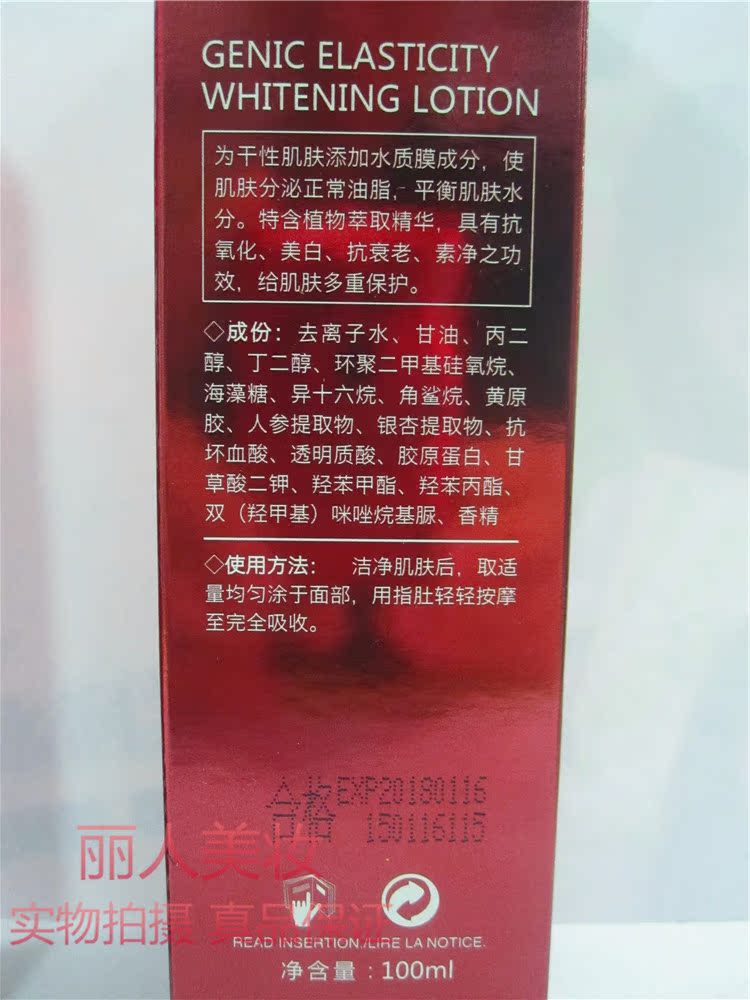 GENIC ELASTICITY
WHITENING LOTION
为干性肌肤添加水质膜成分，使
肌肤分泌正常油脂，平衡肌肤水
分。特含植物萃取精华，具有抗
氧化、美白、抗衰老、素净之功
效，给肌肤多重保护。
◇成份：去离子水、甘油、丙二
醇、丁二醇、环聚二甲基硅氧烷、
海藻糖、异十六烷、角鲨烷、黄原
胶、人参提取物、银杏提取物、抗
坏血酸、透明质酸、胶原蛋白、甘
草酸二钾、羟苯甲酯、羟苯丙酯、
双（羟甲基）咪唑烷基脲、香精
◇使用方法： 洁净肌肤后，取适
量均匀涂于面部，用指肚轻轻按摩
至完全吸收。
合格 EXP20180116
150116115
丽人美妆
实物拍摄 真品保证
READ INSERTION./LIRE LA NOTICE.
净含量：100ml